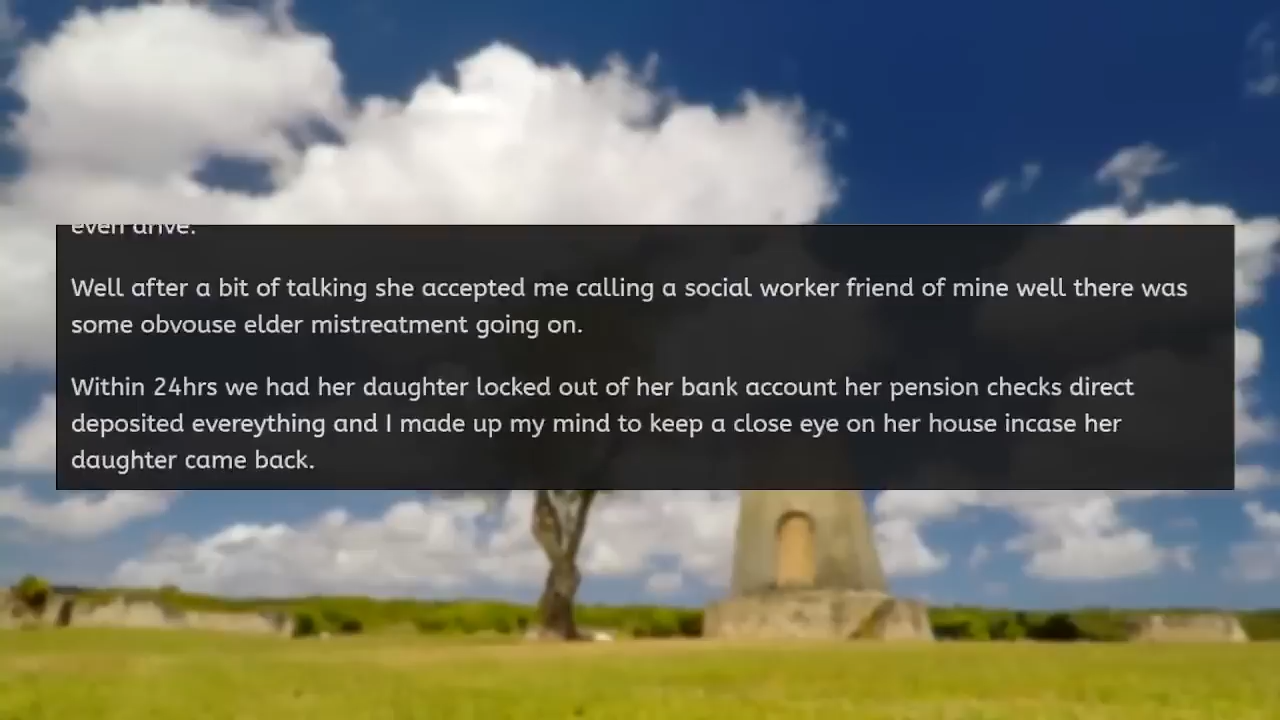 even drive.
Well after a bit of talking she accepted me calling a social worker friend of mine well there was
some obvouse elder mistreatment going on.
Within 24hrs we had her daughter locked out of her bank account her pension checks direct
deposited evereything and I made up my mind to keep a close eye on her house incase her
daughter came back.